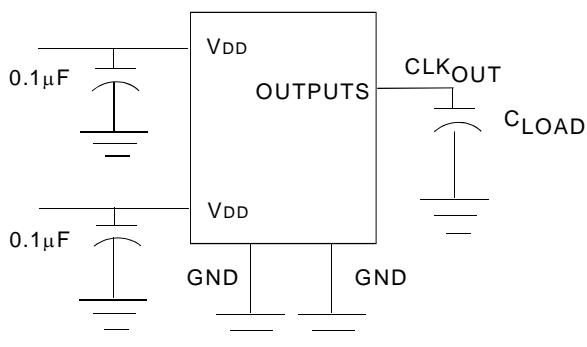 VDD
0.1μF
CLKOUT
OUTPUTS
CLOAD
VDD
0.1μF
GND GND